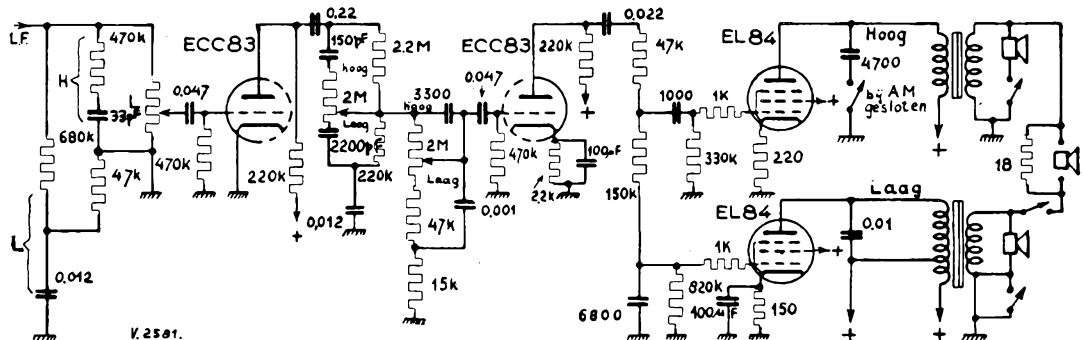 LF.
470k
H
33pF
680k
47k
L
0,012
0,047
470k
ECC83
220k
+
0,22
150pF
2.2M
hoog
2M
Laag
2200pF
220k
0,012
3300
hoog
2M
Laag
47k
15k
0,001
0.047
ECC83
470k
2,2k
100µF
220k
+
0,022
47k
150k
6800
1000
1K
330k
EL84
+
220
4700
Hoog
bij AM
gesloten
+
18
EL84
1K
820k
100µF
150
+
Laag
0,01
+
+
V.2581.